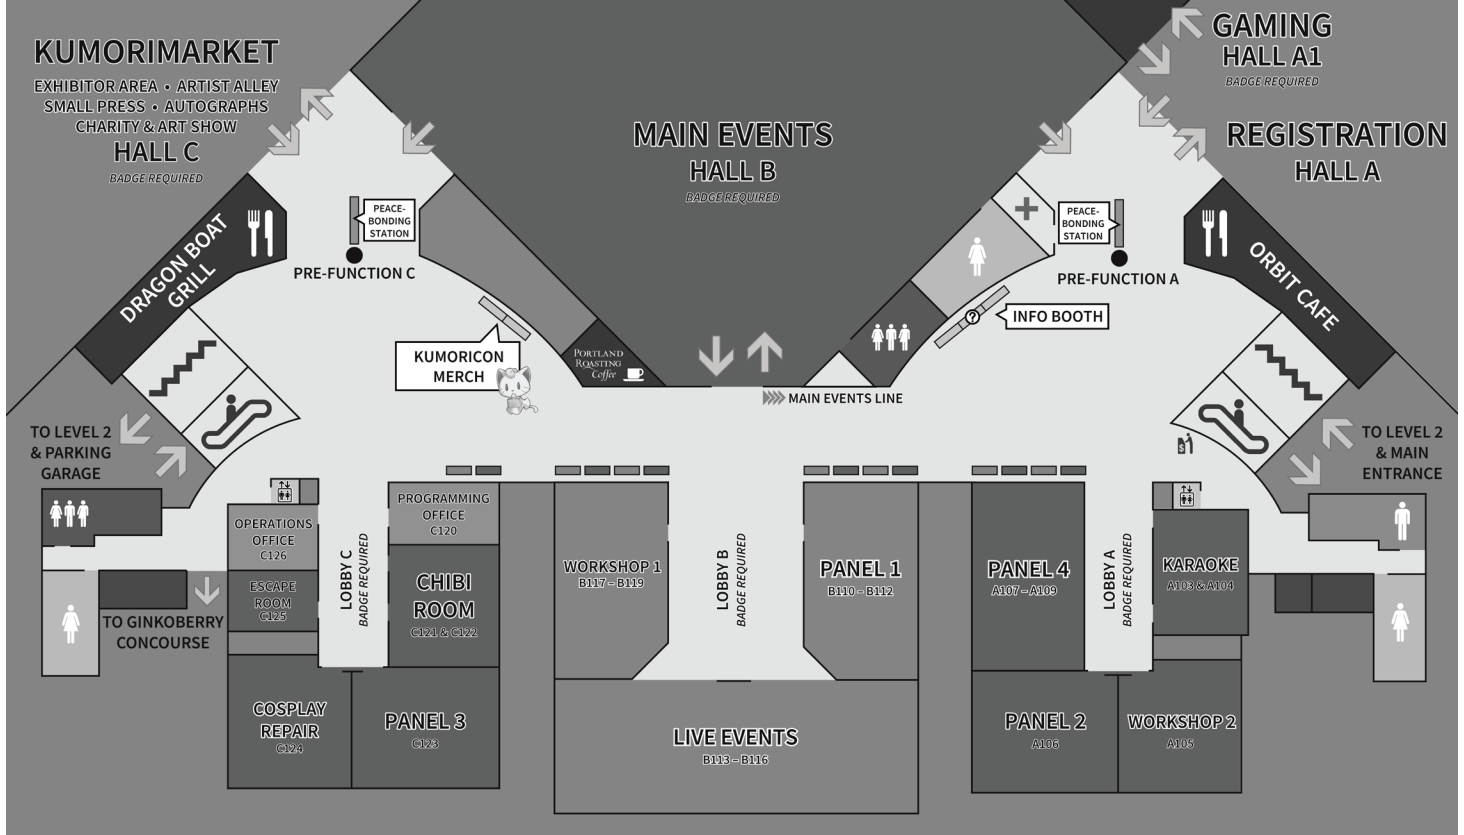 KUMORIMARKET
EXHIBITOR AREA • ARTIST ALLEY
SMALL PRESS • AUTOGRAPHS
CHARITY & ART SHOW
HALL C
BADGE REQUIRED
MAIN EVENTS
HALL B
BADGE REQUIRED
GAMING
HALL A1
BADGE REQUIRED
REGISTRATION
HALL A
DRAGON BOAT
GRILL
PEACE-
BONDING
STATION
PRE-FUNCTION C
KUMORICON
MERCH
PORTLAND
ROASTING
Coffee
MAIN EVENTS LINE
PEACE-
BONDING
STATION
PRE-FUNCTION A
?
INFO BOOTH
ORBIT CAFE
TO LEVEL 2
& PARKING
GARAGE
TO LEVEL 2
& MAIN
ENTRANCE
$
OPERATIONS
OFFICE
C126
ESCAPE
ROOM
C125
TO GINKOBERRY
CONCOURSE
LOBBY C
BADGE REQUIRED
PROGRAMMING
OFFICE
C120
CHIBI
ROOM
C121 & C122
COSPLAY
REPAIR
C124
PANEL 3
C123
WORKSHOP 1
B117 – B119
LOBBY B
BADGE REQUIRED
PANEL 1
B110 – B112
LIVE EVENTS
B113 – B116
PANEL 4
A107 – A109
LOBBY A
BADGE REQUIRED
KARAOKE
A103 & A104
PANEL 2
A106
WORKSHOP 2
A105